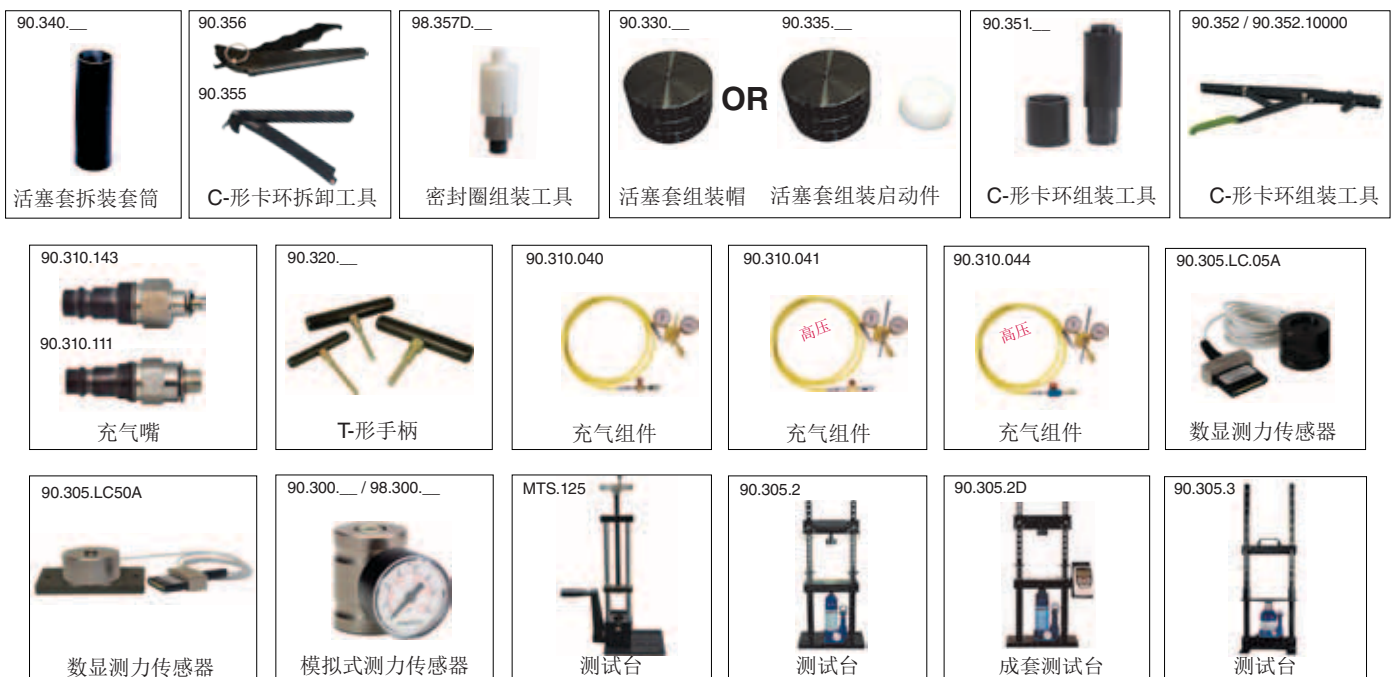 90.340.__
活塞套拆装套筒
90.356
90.355
C-形卡环拆卸工具
98.357D.__
密封圈组装工具
90.330.__
90.335.__
OR
活塞套组装帽
活塞套组装启动件
90.351.__
C-形卡环组装工具
90.352 / 90.352.10000
C-形卡环组装工具
90.310.143
90.310.111
充气嘴
90.320.__
T-形手柄
90.310.040
充气组件
90.310.041
高压
充气组件
90.310.044
高压
充气组件
90.305.LC.05A
数显测力传感器
90.305.LC50A
数显测力传感器
90.300.__ / 98.300.__
模拟式测力传感器
MTS.125
测试台
90.305.2
测试台
90.305.2D
成套测试台
90.305.3
测试台